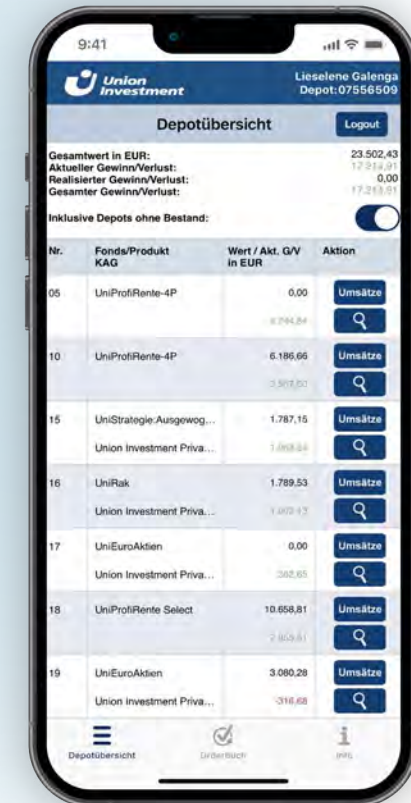 9:41
Union
Investment
Lieselene Galenga
Depot:07556509
Depotübersicht
Logout
Gesamtwert in EUR: 23.502,43
Aktueller Gewinn/Verlust:
Realisierter Gewinn/Verlust: 0,00
Gesamter Gewinn/Verlust:
Inklusive Depots ohne Bestand:
Nr. Fonds/Produkt Wert / Akt. G/V Aktion
KAG in EUR
05 UniProfiRente-4P 0,00 Umsätze
10 UniProfiRente-4P 6.186,66 Umsätze
15 UniStrategie:Ausgewog... 1.787,15 Umsätze
Union Investment Priva...
16 UniRak 1.789,53 Umsätze
Union Investment Priva...
17 UniEuroAktien 0,00 Umsätze
Union Investment Priva... 362,65
18 UniProfiRente Select 10.658,81 Umsätze
19 UniEuroAktien 3.080,28 Umsätze
Union Investment Priva... -316,68
Depotübersicht Orderbuch Info